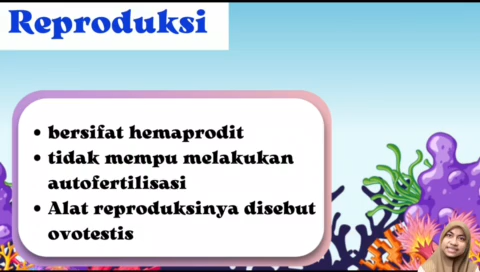 Reproduksi
• bersifat hemaprodit
• tidak mempu melakukan
autofertilisasi
• Alat reproduksinya disebut
ovotestis